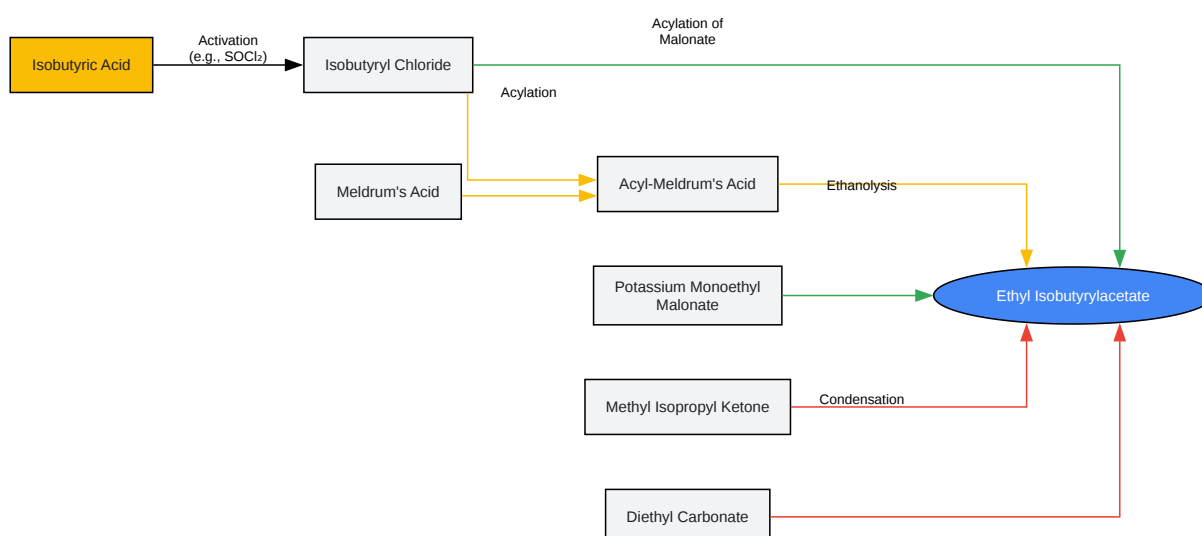 Acylation of
Malonate
Activation
(e.g., SOCl₂)
Isobutyric Acid
Isobutyryl Chloride
Acylation
Meldrum's Acid
Acyl-Meldrum's Acid
Ethanolysis
Potassium Monoethyl
Malonate
Ethyl Isobutyrylacetate
Methyl Isopropyl Ketone
Condensation
Diethyl Carbonate